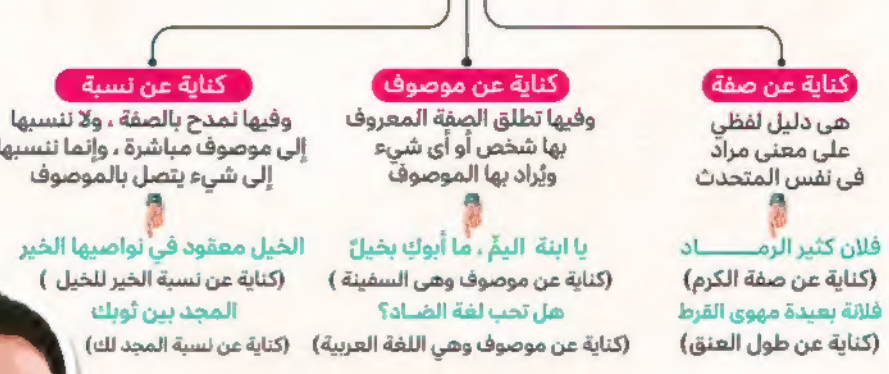 كناية عن صفة
هى دليل لفظي
على معنى مراد
فى نفس المتحدث
فلان كثير الرمـــــاد
(كناية عن صفة الكرم)
فلانة بعيدة مهوى القرط
(كناية عن طول العنق)
كناية عن موصوف
وفيها تطلق الصفة المعروف
بها شخص أو أى شيء
ويُراد بها الموصوف
يا ابنة اليمِّ ، ما أبوكِ بخيلٌ
(كناية عن موصوف وهى السفينة )
هل تحب لغة الضـاد؟
(كناية عن موصوف وهي اللغة العربية)
كناية عن نسبة
وفيها نمدح بالصفة ، ولا ننسبها
إلى موصوف مباشرة ، وإنما ننسبها
إلى شيء يتصل بالموصوف
الخيل معقود في نواصيها الخير
(كناية عن نسبة الخير للخيل )
المجد بين ثوبك
(كناية عن نسبة المجد لك)